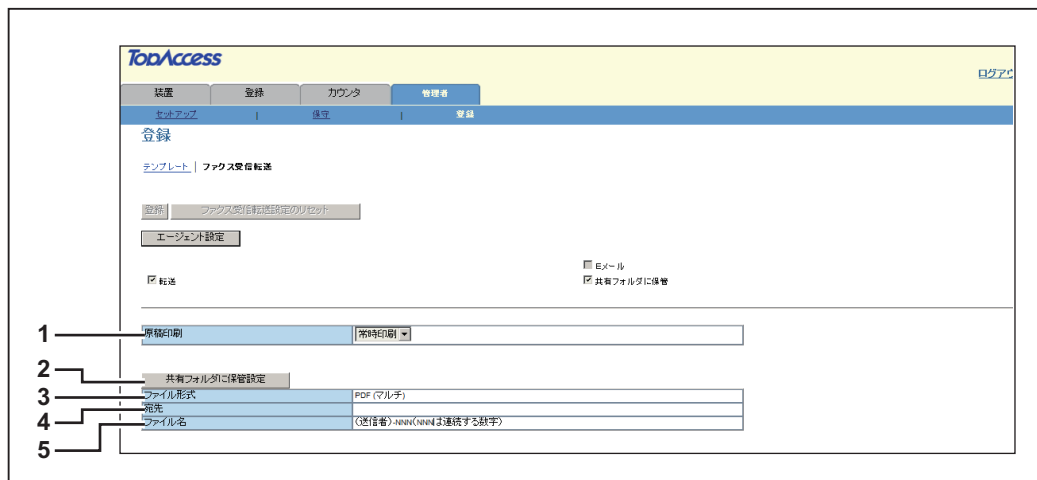 TopAccess
ログアウ
装置 登録 カウンタ 管理者
セットアップ | 保守 | 登録
登録
テンプレート | ファクス受信転送
登録 ファクス受信転送設定のリセット
エージェント設定
Eメール
転送 共有フォルダに保管
1 原稿印刷 常時印刷
2 共有フォルダに保管設定
3 ファイル形式 PDF (マルチ)
4 宛先
5 ファイル名 (送信者)-NNN(NNNは連続する数字)